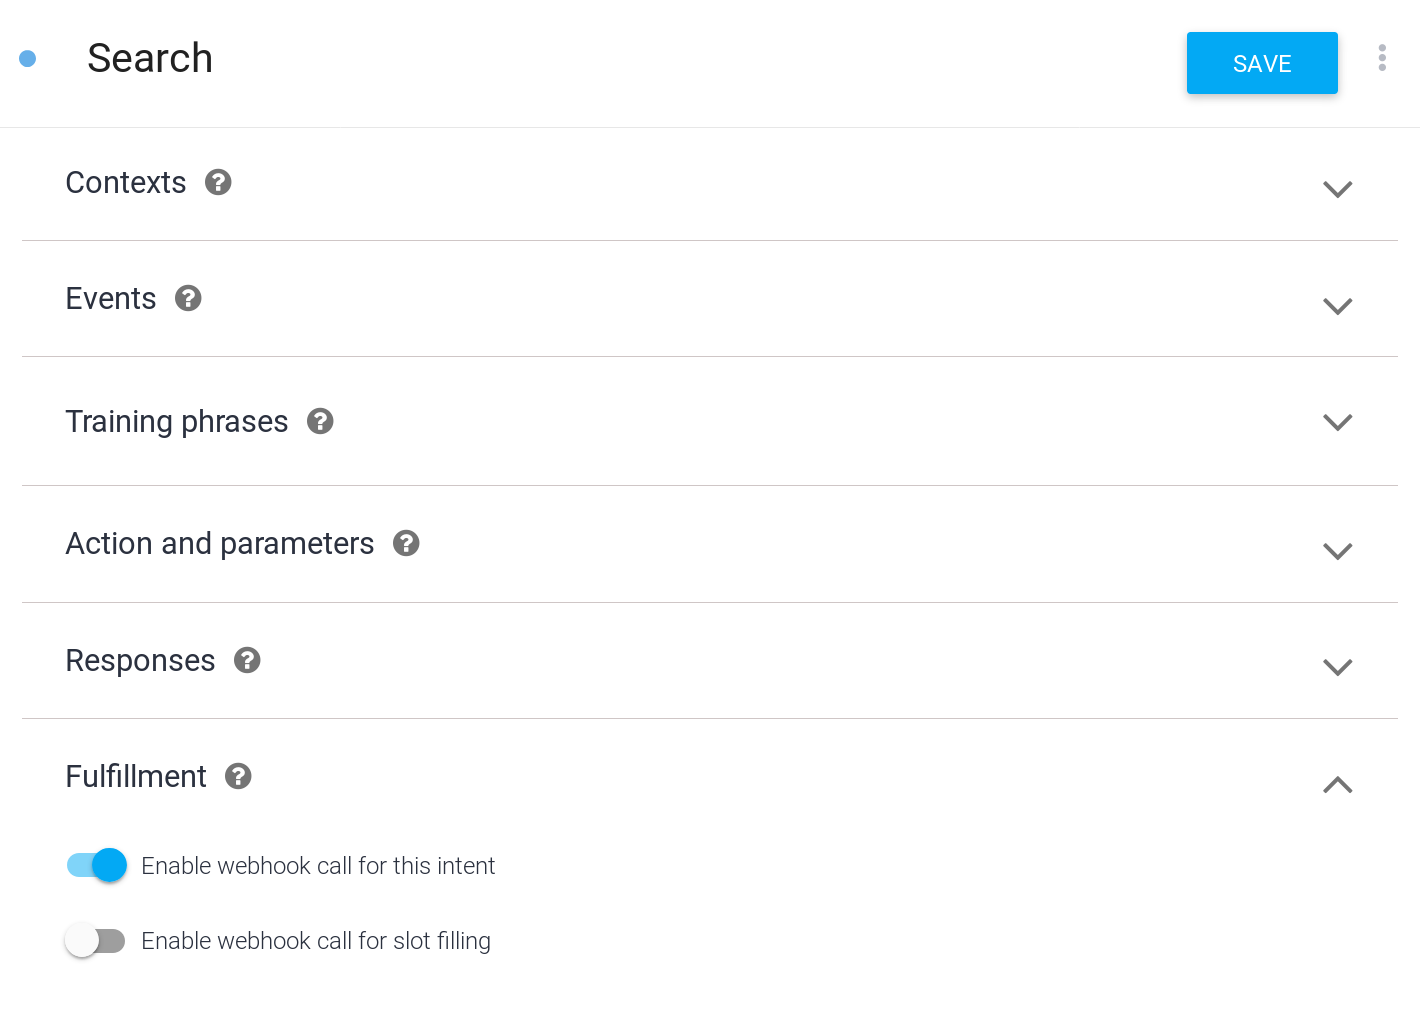 Search
SAVE
Contexts
Events
Training phrases
Action and parameters
Responses
Fulfillment
Enable webhook call for this intent
Enable webhook call for slot filling